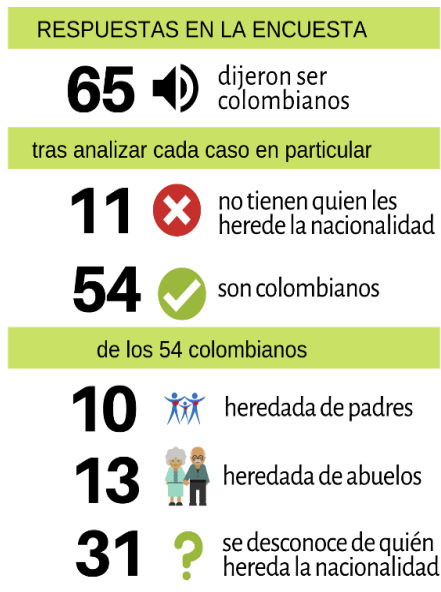 RESPUESTAS EN LA ENCUESTA
65
dijeron ser
colombianos
tras analizar cada caso en particular
11
no tienen quien les
herede la nacionalidad
54
son colombianos
de los 54 colombianos
10
heredada de padres
13
heredada de abuelos
31
se desconoce de quién
hereda la nacionalidad